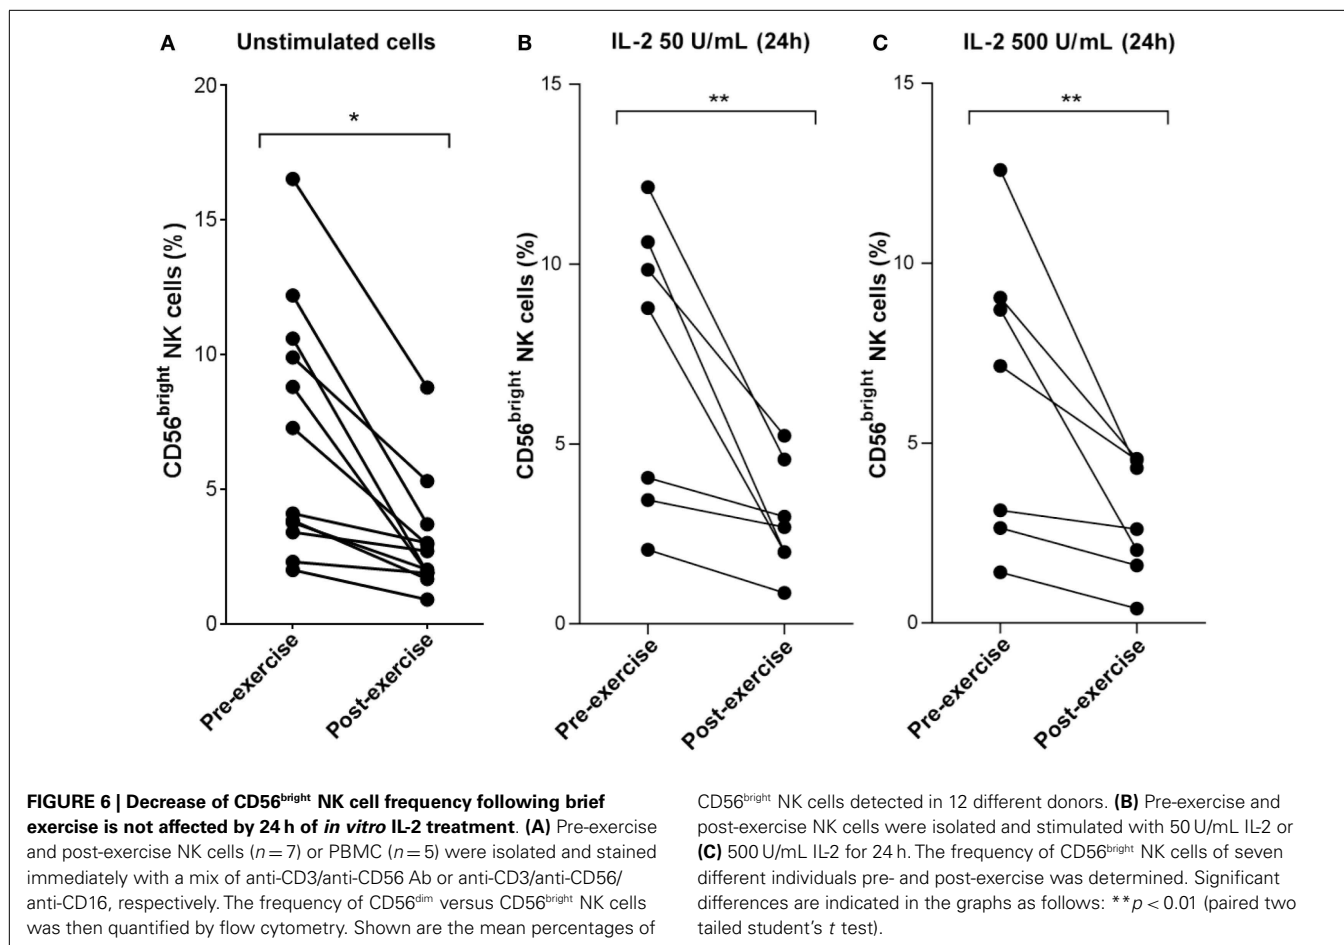 A Unstimulated cells
*
CD56bright NK cells (%)
20
15
10
5
0
Pre-exercise
Post-exercise
B IL-2 50 U/mL (24h)
**
CD56bright NK cells (%)
15
10
5
0
Pre-exercise
Post-exercise
C IL-2 500 U/mL (24h)
**
CD56bright NK cells (%)
15
10
5
0
Pre-exercise
Post-exercise
FIGURE 6 | Decrease of CD56bright NK cell frequency following brief
exercise is not affected by 24 h of in vitro IL-2 treatment. (A) Pre-exercise
and post-exercise NK cells (n = 7) or PBMC (n = 5) were isolated and stained
immediately with a mix of anti-CD3/anti-CD56 Ab or anti-CD3/anti-CD56/
anti-CD16, respectively. The frequency of CD56dim versus CD56bright NK cells
was then quantified by flow cytometry. Shown are the mean percentages of
CD56bright NK cells detected in 12 different donors. (B) Pre-exercise and
post-exercise NK cells were isolated and stimulated with 50 U/mL IL-2 or
(C) 500 U/mL IL-2 for 24 h. The frequency of CD56bright NK cells of seven
different individuals pre- and post-exercise was determined. Significant
differences are indicated in the graphs as follows: **p < 0.01 (paired two
tailed student's t test).